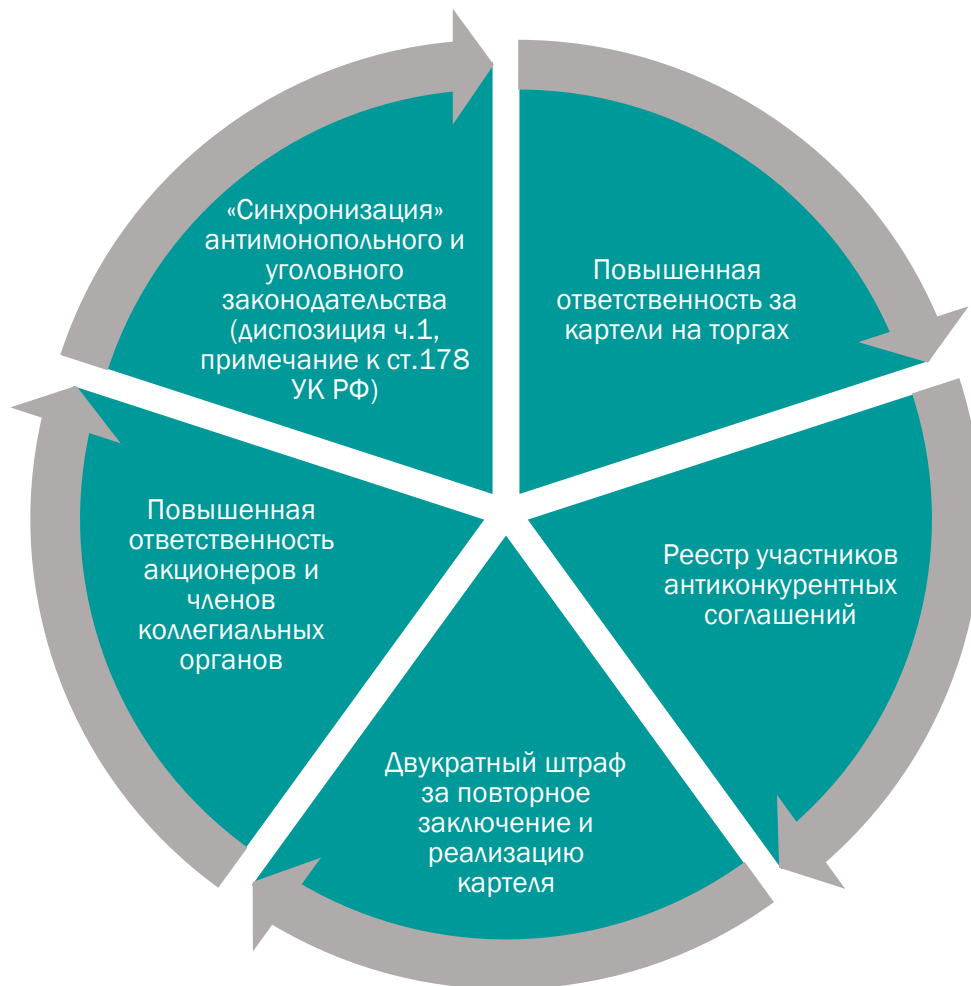 «Синхронизация»
антимонопольного и
уголовного
законодательства
(диспозиция ч.1,
примечание к ст.178
УК РФ)
Повышенная
ответственность за
картели на торгах
Реестр участников
антиконкурентных
соглашений
Двукратный штраф
за повторное
заключение и
реализацию
картеля
Повышенная
ответственность
акционеров и
членов
коллегиальных
органов